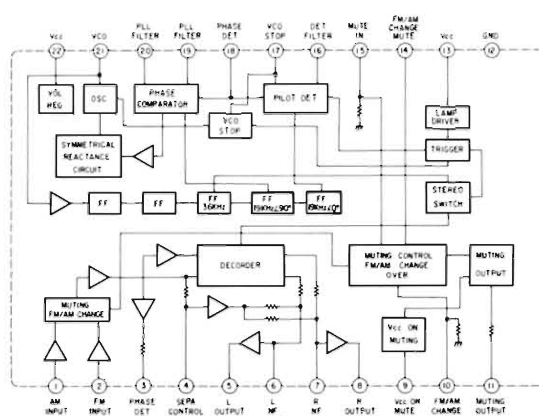 Vcc
VCO
PLL FILTER
PLL FILTER
PHASE DET
VCO STOP
DET FILTER
MUTE IN
FM/AM CHANGE MUTE
Vcc
GND
22
21
20
19
18
17
16
15
14
13
12
VOL REG
OSC
PHASE COMPARATOR
VCO STOP
PILOT DET
LAMP DRIVER
TRIGGER
SYMMETRICAL REACTANCE CIRCUIT
STEREO SWITCH
FF
FF
FF 36KHz
FF 19KHz∠90°
FF 19KHz∠0°
DECORDER
MUTING CONTROL FM/AM CHANGE OVER
MUTING OUTPUT
MUTING FM/AM CHANGE
Vcc ON MUTING
1
2
3
4
5
6
7
8
9
10
11
AM INPUT
FM INPUT
PHASE DET
SEPA CONTROL
L OUTPUT
L NF
R NF
R OUTPUT
Vcc ON MUTE
FM/AM CHANGE
MUTING OUTPUT